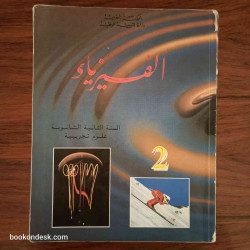 الفيزياء
السنة الثانية الثانوية
علوم تجريبية
2
bookondesk.com